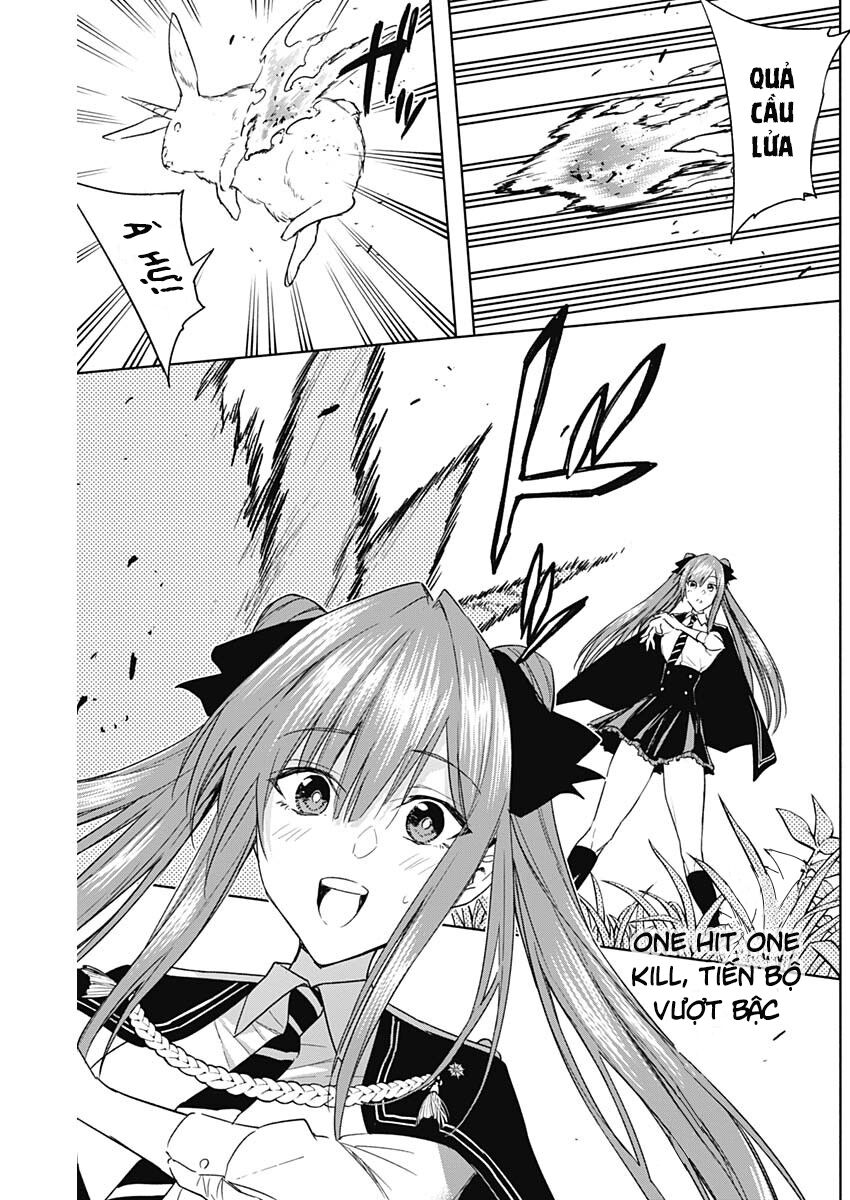 QUẢ
CẦU
LỬA
Á HỰ!
ONE HIT ONE
KILL, TIẾN BỘ
VƯỢT BẬC